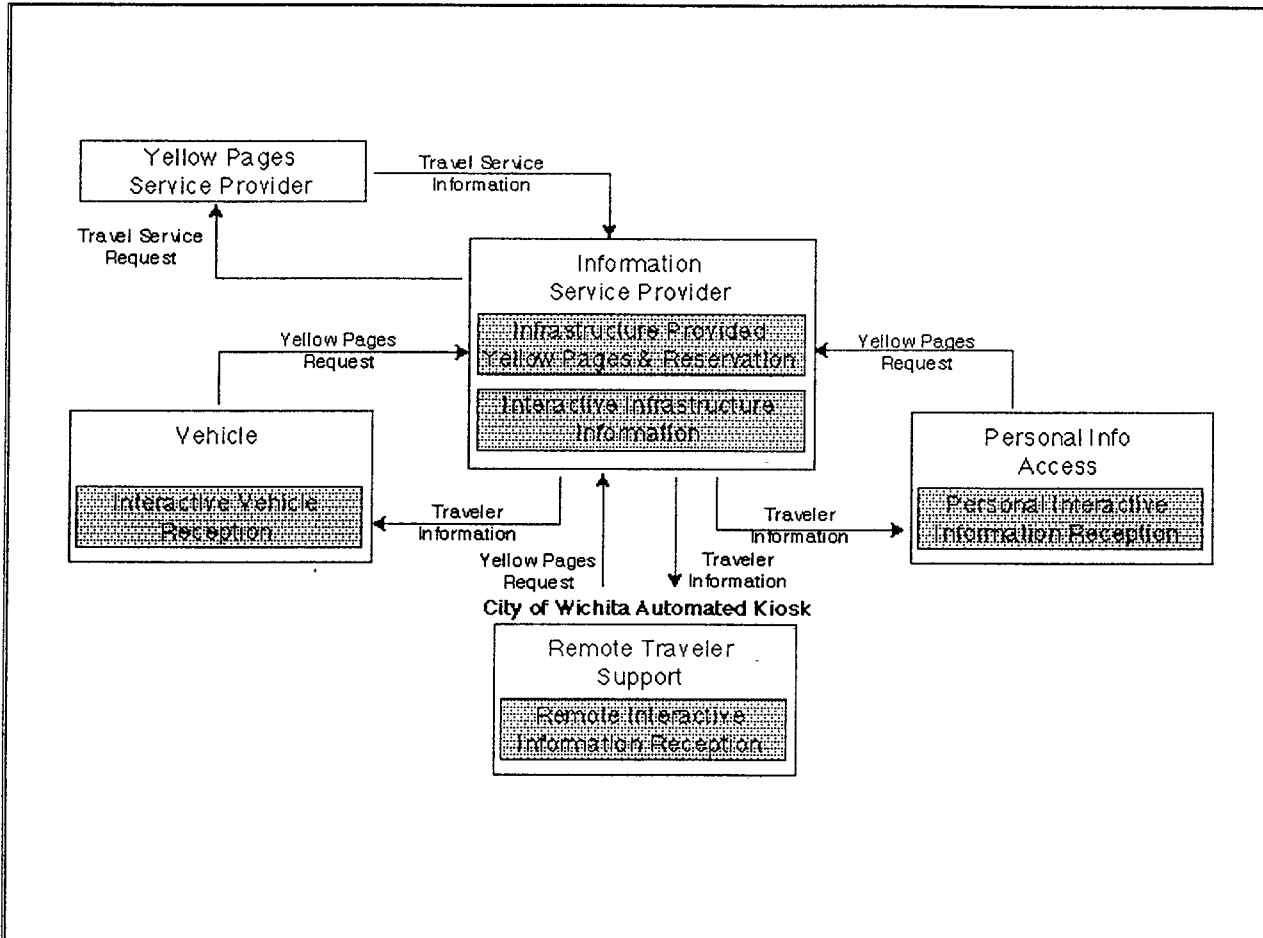 Yellow Pages
Service Provider
Travel Service
Information
Travel Service
Request
Information
Service Provider
Infrastructure Provided
Yellow Pages & Reservation
Interactive Infrastructure
Information
Yellow Pages
Request
Yellow Pages
Request
Vehicle
Interactive Vehicle
Reception
Personal Info
Access
Personal Interactive
Information Reception
Traveler
Information
Traveler
Information
Yellow Pages
Request
Traveler
Information
City of Wichita Automated Kiosk
Remote Traveler
Support
Remote Interactive
Information Reception